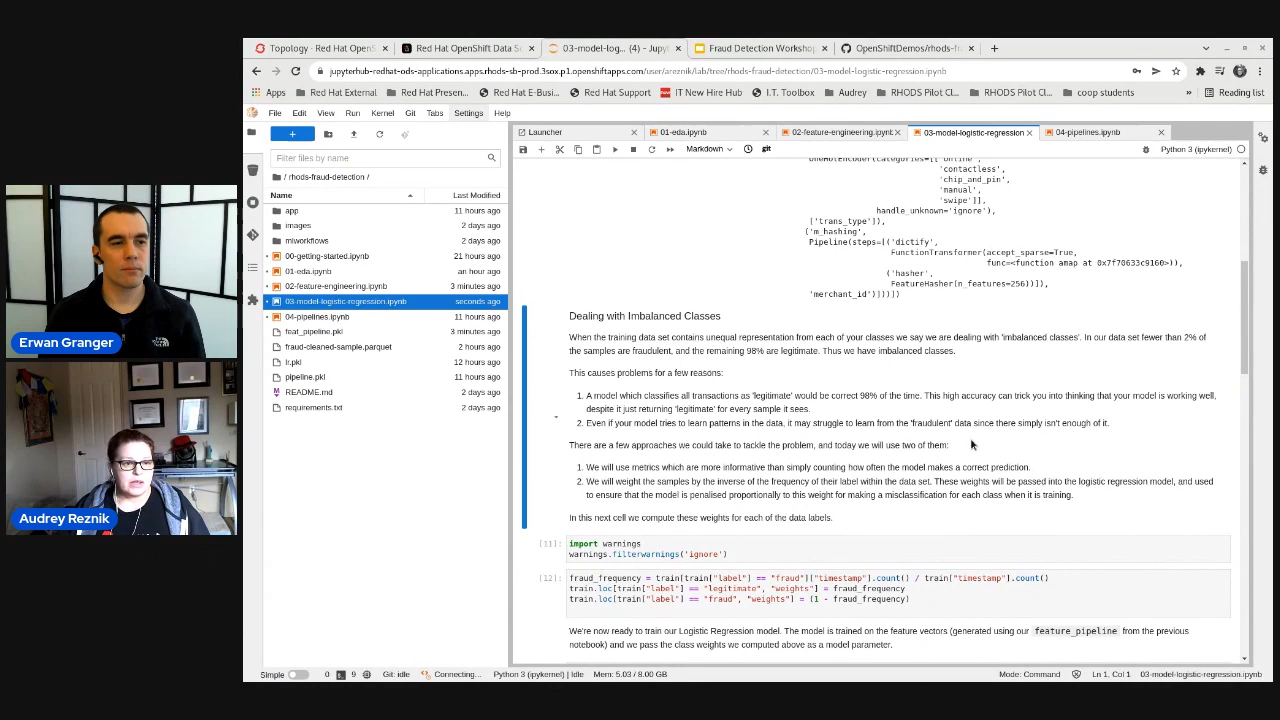 Topology · Red Hat OpenS
Red Hat OpenShift Data Sc
03-model-log... (4) - Jupyt
Fraud Detection Workshop
OpenShiftDemos/rhods-fr
jupyterhub-redhat-ods-applications.apps.rhods-sb-prod.3sox.p1.openshiftapps.com/user/areznik/lab/tree/rhods-fraud-detection/03-model-logistic-regression.ipynb
Apps
Red Hat External
Red Hat Presen...
Red Hat E-Busi...
Red Hat Support
IT New Hire Hub
I.T. Toolbox
Audrey
RHODS Pilot Cl...
RHODS Pilot Cl...
coop students
»
Reading list
File Edit View Run Kernel Git Tabs Settings Help
Filter files by name
/ rhods-fraud-detection /
Name Last Modified
app 11 hours ago
images 2 days ago
mlworkflows 2 days ago
00-getting-started.ipynb 21 hours ago
01-eda.ipynb an hour ago
02-feature-engineering.ipynb 3 minutes ago
03-model-logistic-regression.ipynb seconds ago
04-pipelines.ipynb 11 hours ago
feat_pipeline.pkl 3 minutes ago
fraud-cleaned-sample.parquet 2 hours ago
lr.pkl 12 hours ago
pipeline.pkl 11 hours ago
README.md 2 days ago
requirements.txt 2 days ago
Launcher
01-eda.ipynb
02-feature-engineering.ipynb
03-model-logistic-regression
04-pipelines.ipynb
Markdown
git
Python 3 (ipykernel)
OneHotEncoder(categories=[['online',
'contactless',
'chip_and_pin',
'manual',
'swipe']],
handle_unknown='ignore'),
['trans_type']),
('m_hashing',
Pipeline(steps=[('dictify',
FunctionTransformer(accept_sparse=True,
func=<function amap at 0x7f70633c9160>)),
('hasher',
FeatureHasher(n_features=256))]),
'merchant_id')])])
Dealing with Imbalanced Classes
When the training data set contains unequal representation from each of your classes we say we are dealing with 'imbalanced classes'. In our data set fewer than 2% of
the samples are fraudulent, and the remaining 98% are legitimate. Thus we have imbalanced classes.
This causes problems for a few reasons:
1. A model which classifies all transactions as 'legitimate' would be correct 98% of the time. This high accuracy can trick you into thinking that your model is working well,
despite it just returning 'legitimate' for every sample it sees.
2. Even if your model tries to learn patterns in the data, it may struggle to learn from the 'fraudulent' data since there simply isn't enough of it.
There are a few approaches we could take to tackle the problem, and today we will use two of them:
1. We will use metrics which are more informative than simply counting how often the model makes a correct prediction.
2. We will weight the samples by the inverse of the frequency of their label within the data set. These weights will be passed into the logistic regression model, and used
to ensure that the model is penalised proportionally to this weight for making a misclassification for each class when it is training.
In this next cell we compute these weights for each of the data labels.
[11]: import warnings
warnings.filterwarnings('ignore')
[12]: fraud_frequency = train[train["label"] == "fraud"]["timestamp"].count() / train["timestamp"].count()
train.loc[train["label"] == "legitimate", "weights"] = fraud_frequency
train.loc[train["label"] == "fraud", "weights"] = (1 - fraud_frequency)
We're now ready to train our Logistic Regression model. The model is trained on the feature vectors (generated using our feature_pipeline from the previous
notebook) and we pass the class weights we computed above as a model parameter.
Simple 0 9 Git: idle Connecting... Python 3 (ipykernel) | Idle Mem: 5.03 / 8.00 GB Mode: Command Ln 1, Col 1 03-model-logistic-regression.ipynb
Erwan Granger
Audrey Reznik